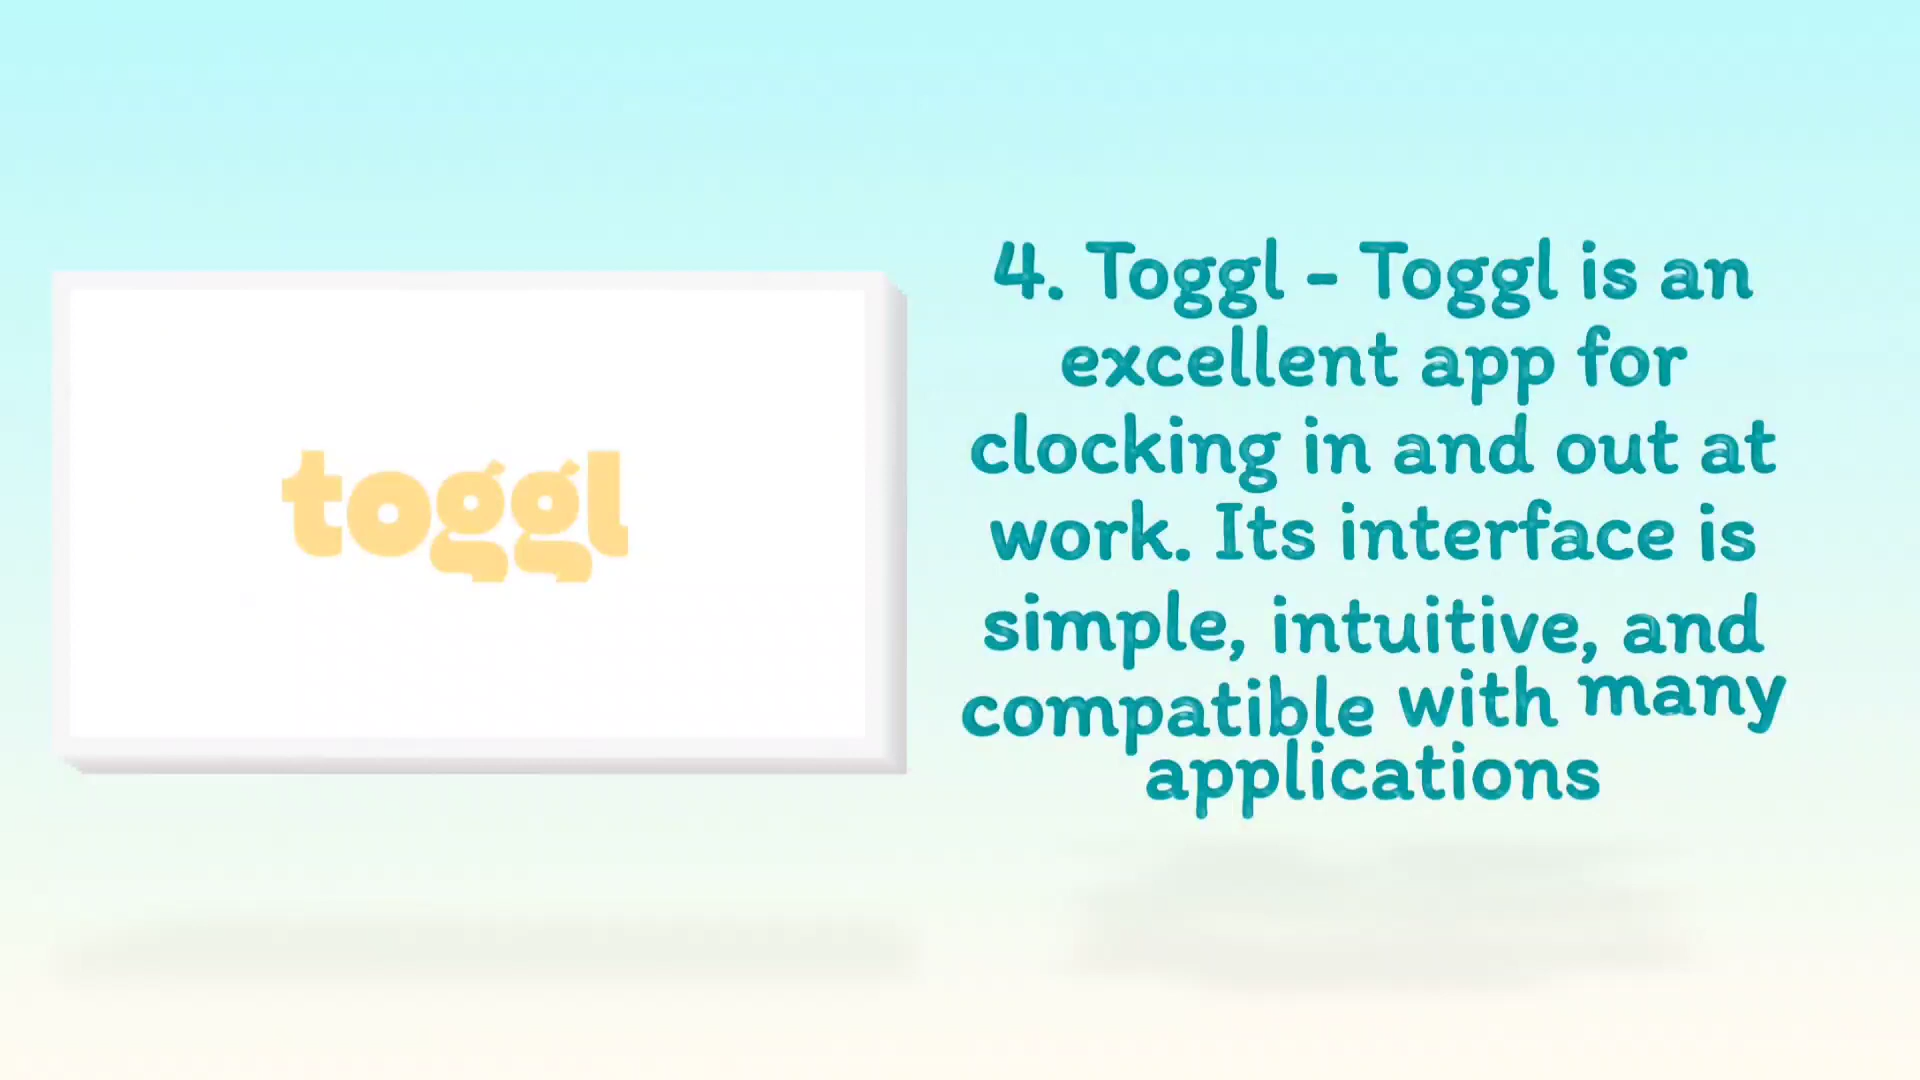 toggl
4. Toggl - Toggl is an
excellent app for
clocking in and out at
work. Its interface is
simple, intuitive, and
compatible with many
applications